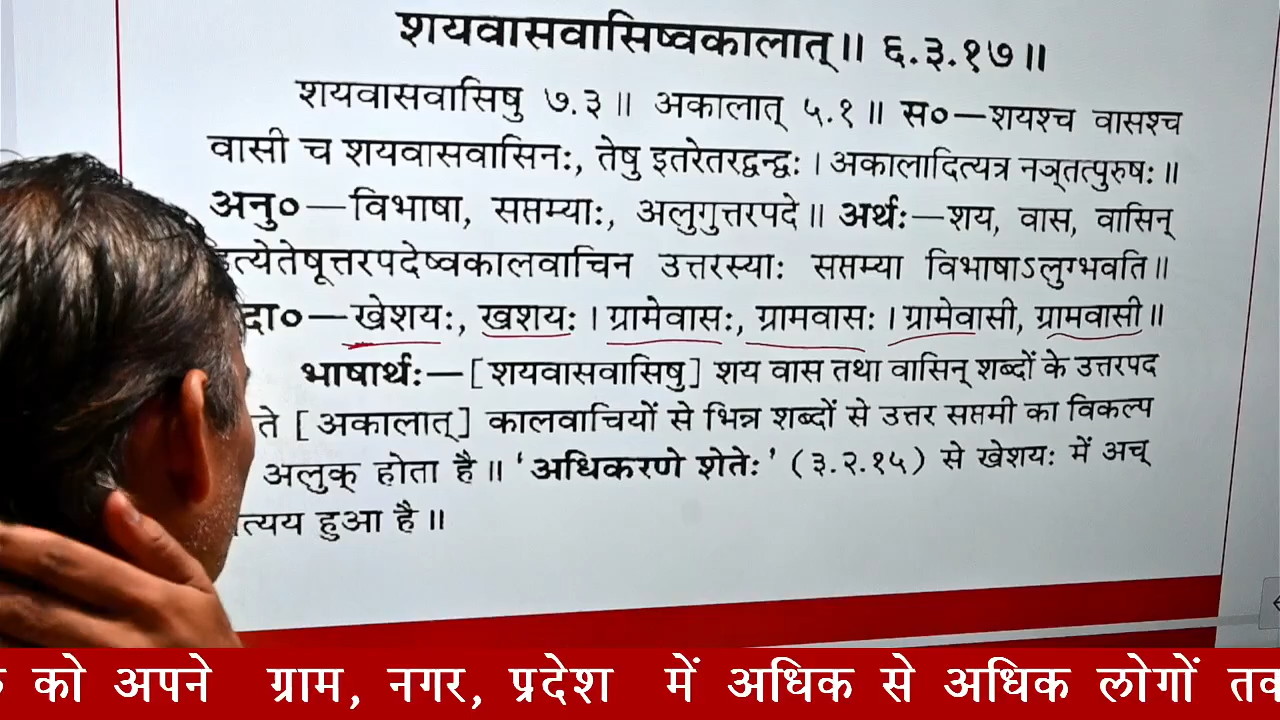 शयवासवासिष्वकालात्॥ ६.३.१७॥
शयवासवासिषु ७.३॥ अकालात् ५.१॥ स०—शयश्च वासश्च
वासी च शयवासवासिनः, तेषु इतरेतरद्वन्द्वः। अकालादित्यत्र नञ्तत्पुरुषः॥
अनु०—विभाषा, सप्तम्याः, अलुगुत्तरपदे॥ अर्थः—शय, वास, वासिन्
त्येतेषूत्तरपदेष्वकालवाचिन उत्तरस्याः सप्तम्या विभाषाऽलुग्भवति॥
दा०—खेशयः, खशयः। ग्रामेवासः, ग्रामवासः। ग्रामेवासी, ग्रामवासी॥
भाषार्थः—[शयवासवासिषु] शय वास तथा वासिन् शब्दों के उत्तरपद
ते [अकालात्] कालवाचियों से भिन्न शब्दों से उत्तर सप्तमी का विकल्प
अलुक् होता है॥ 'अधिकरणे शेतेः' (३.२.१५) से खेशयः में अच्
त्यय हुआ है॥
को अपने ग्राम, नगर, प्रदेश में अधिक से अधिक लोगों तक